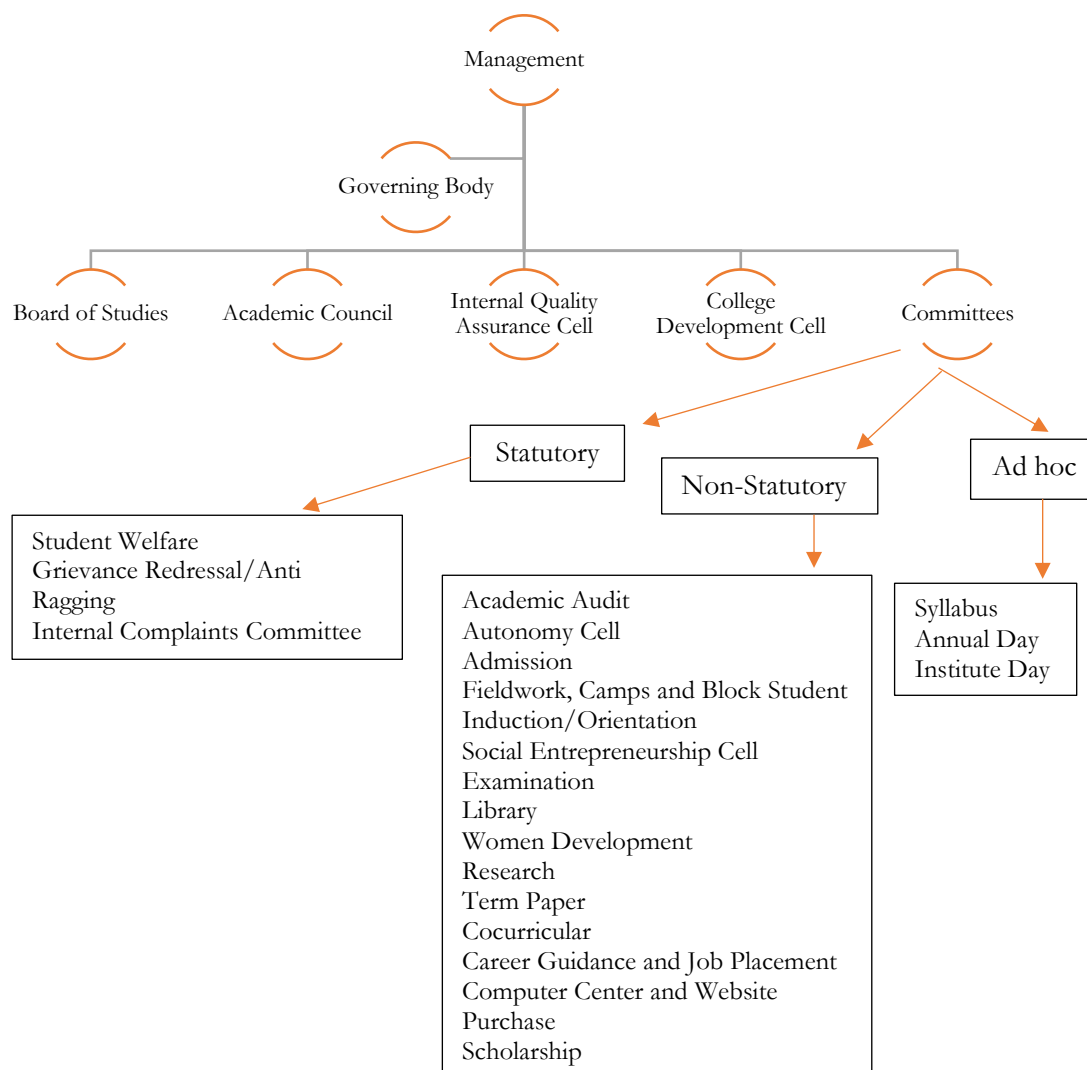 Management
Governing Body
Board of Studies
Academic Council
Internal Quality
Assurance Cell
College
Development Cell
Committees
Statutory
Non-Statutory
Ad hoc
Student Welfare
Grievance Redressal/Anti
Ragging
Internal Complaints Committee
Academic Audit
Autonomy Cell
Admission
Fieldwork, Camps and Block Student
Induction/Orientation
Social Entrepreneurship Cell
Examination
Library
Women Development
Research
Term Paper
Cocurricular
Career Guidance and Job Placement
Computer Center and Website
Purchase
Scholarship
Syllabus
Annual Day
Institute Day